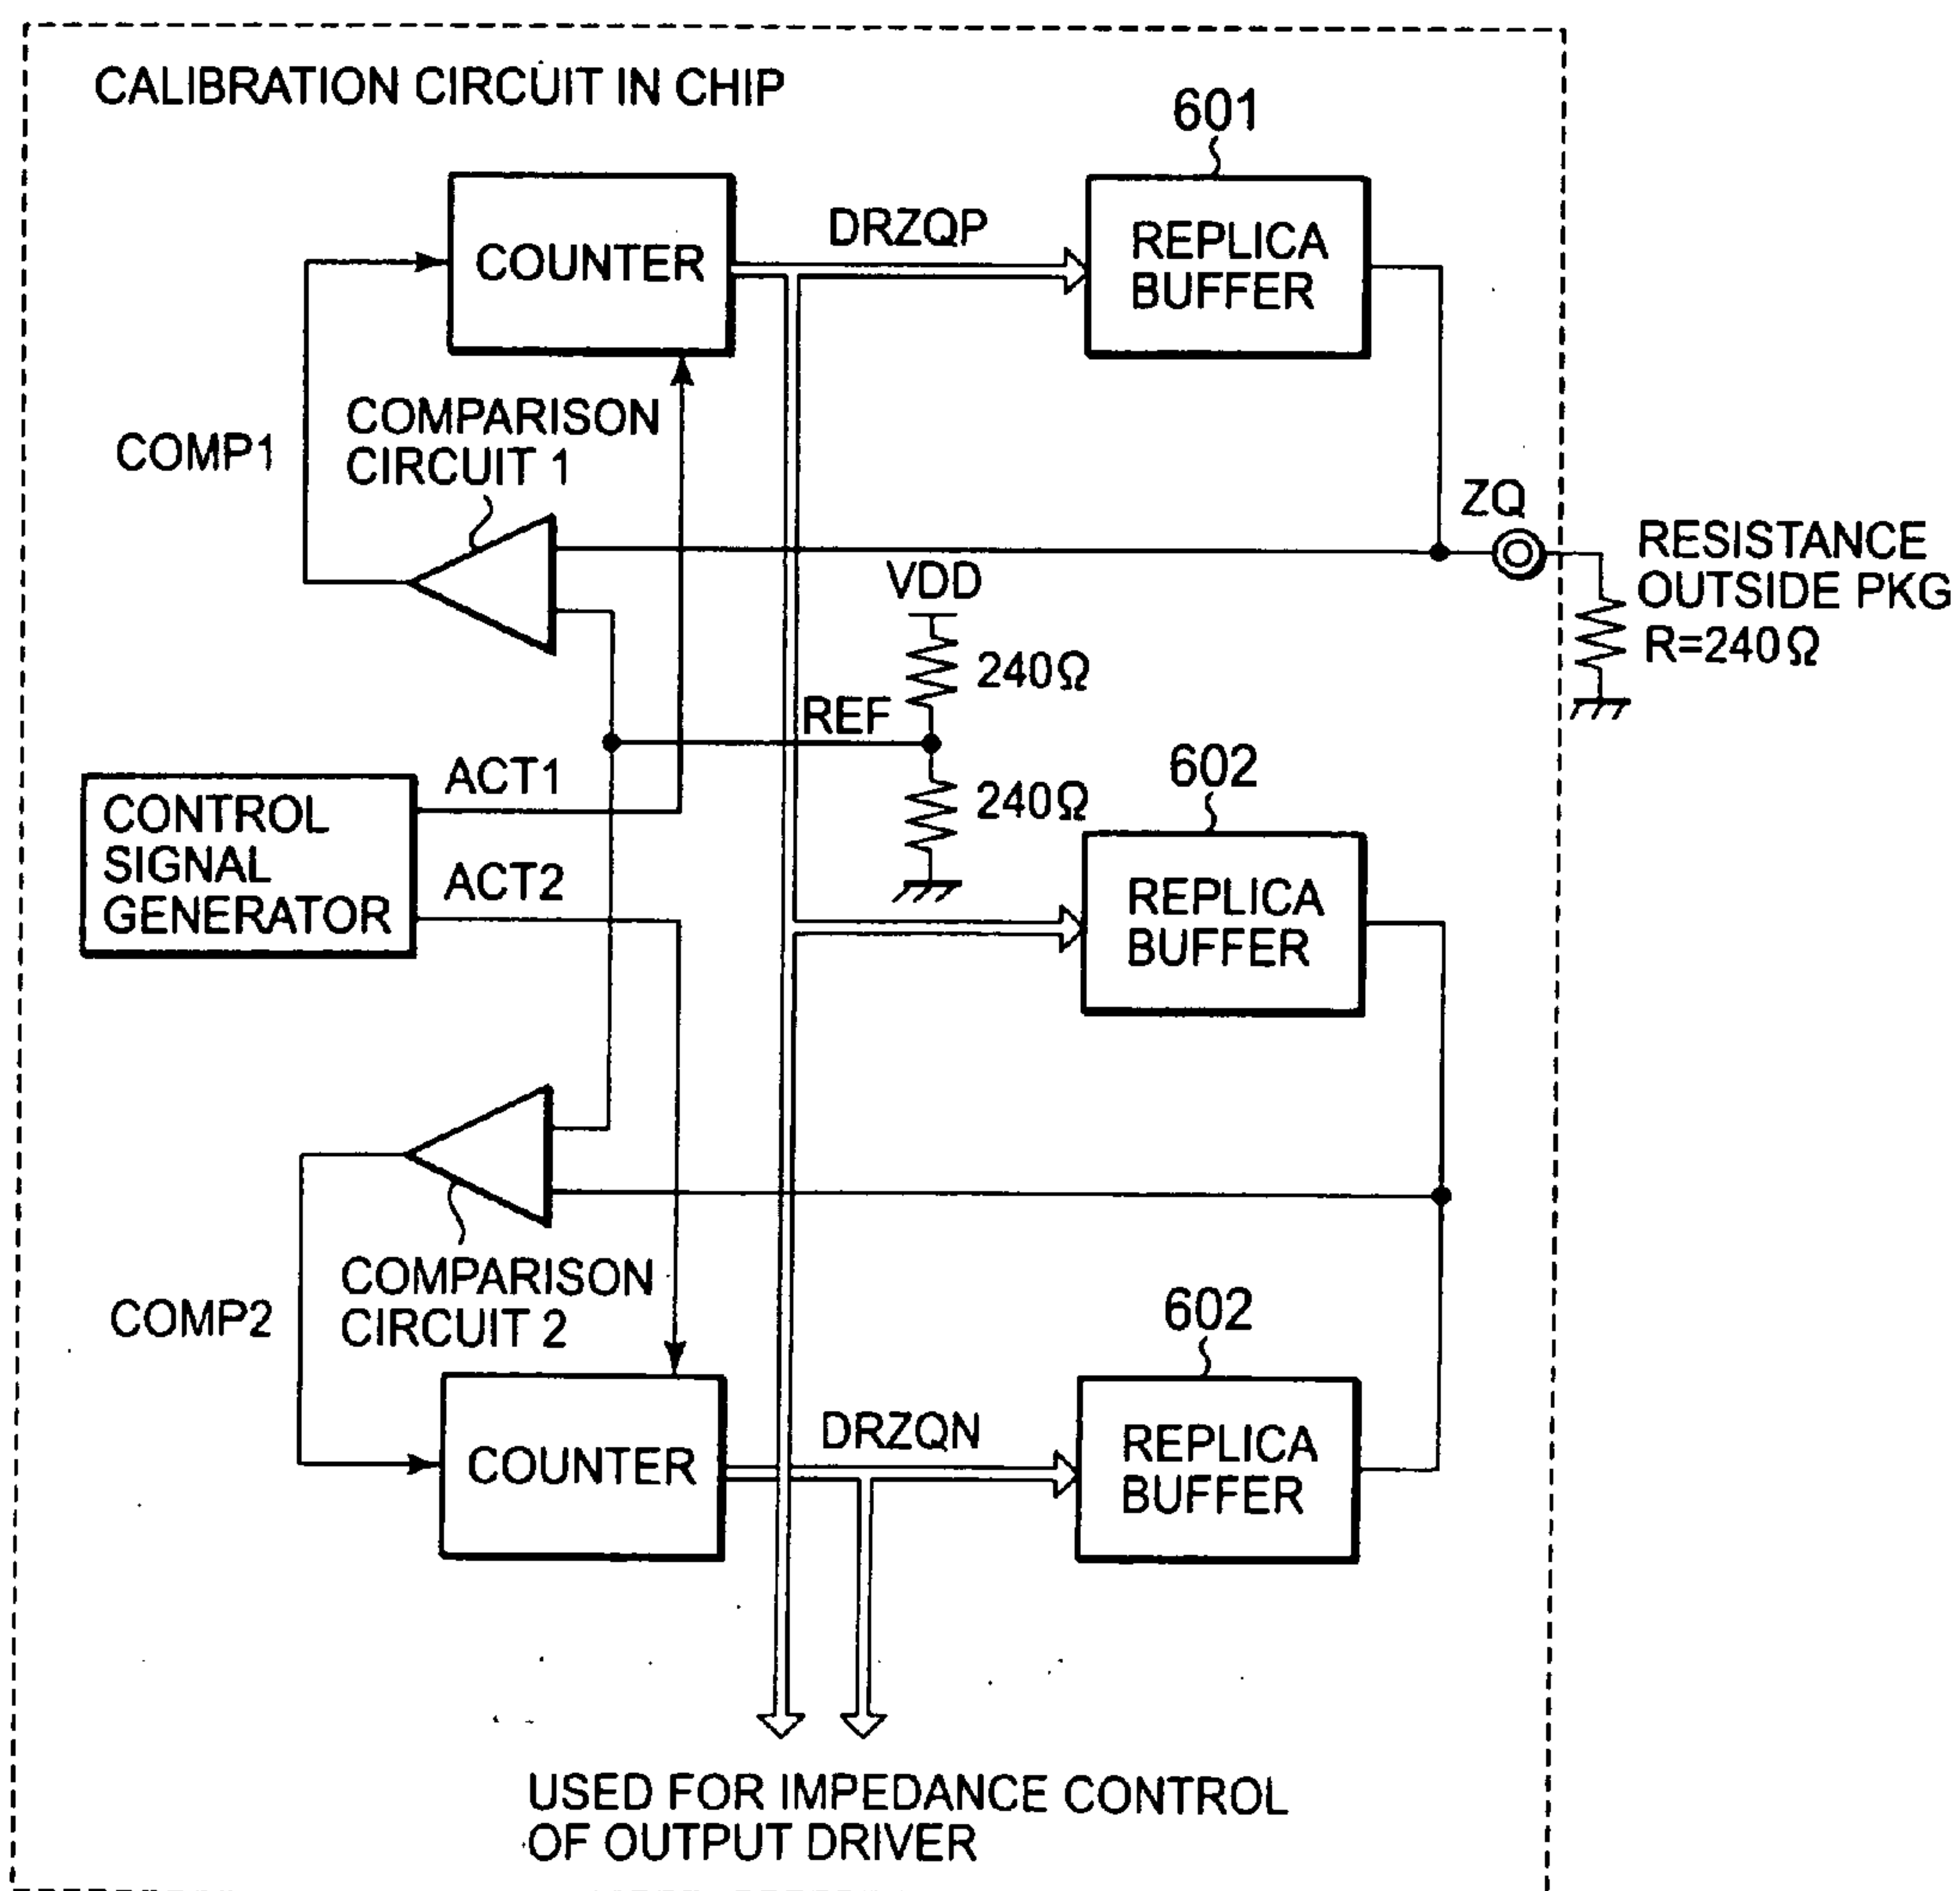 CALIBRATION CIRCUIT IN CHIP
601
COUNTER
DRZQP
REPLICA
BUFFER
COMP1
COMPARISON
CIRCUIT 1
ZQ
RESISTANCE
OUTSIDE PKG
R=240Ω
VDD
240Ω
REF
240Ω
CONTROL
SIGNAL
GENERATOR
ACT1
ACT2
602
REPLICA
BUFFER
COMP2
COMPARISON
CIRCUIT 2
602
COUNTER
DRZQN
REPLICA
BUFFER
USED FOR IMPEDANCE CONTROL
OF OUTPUT DRIVER